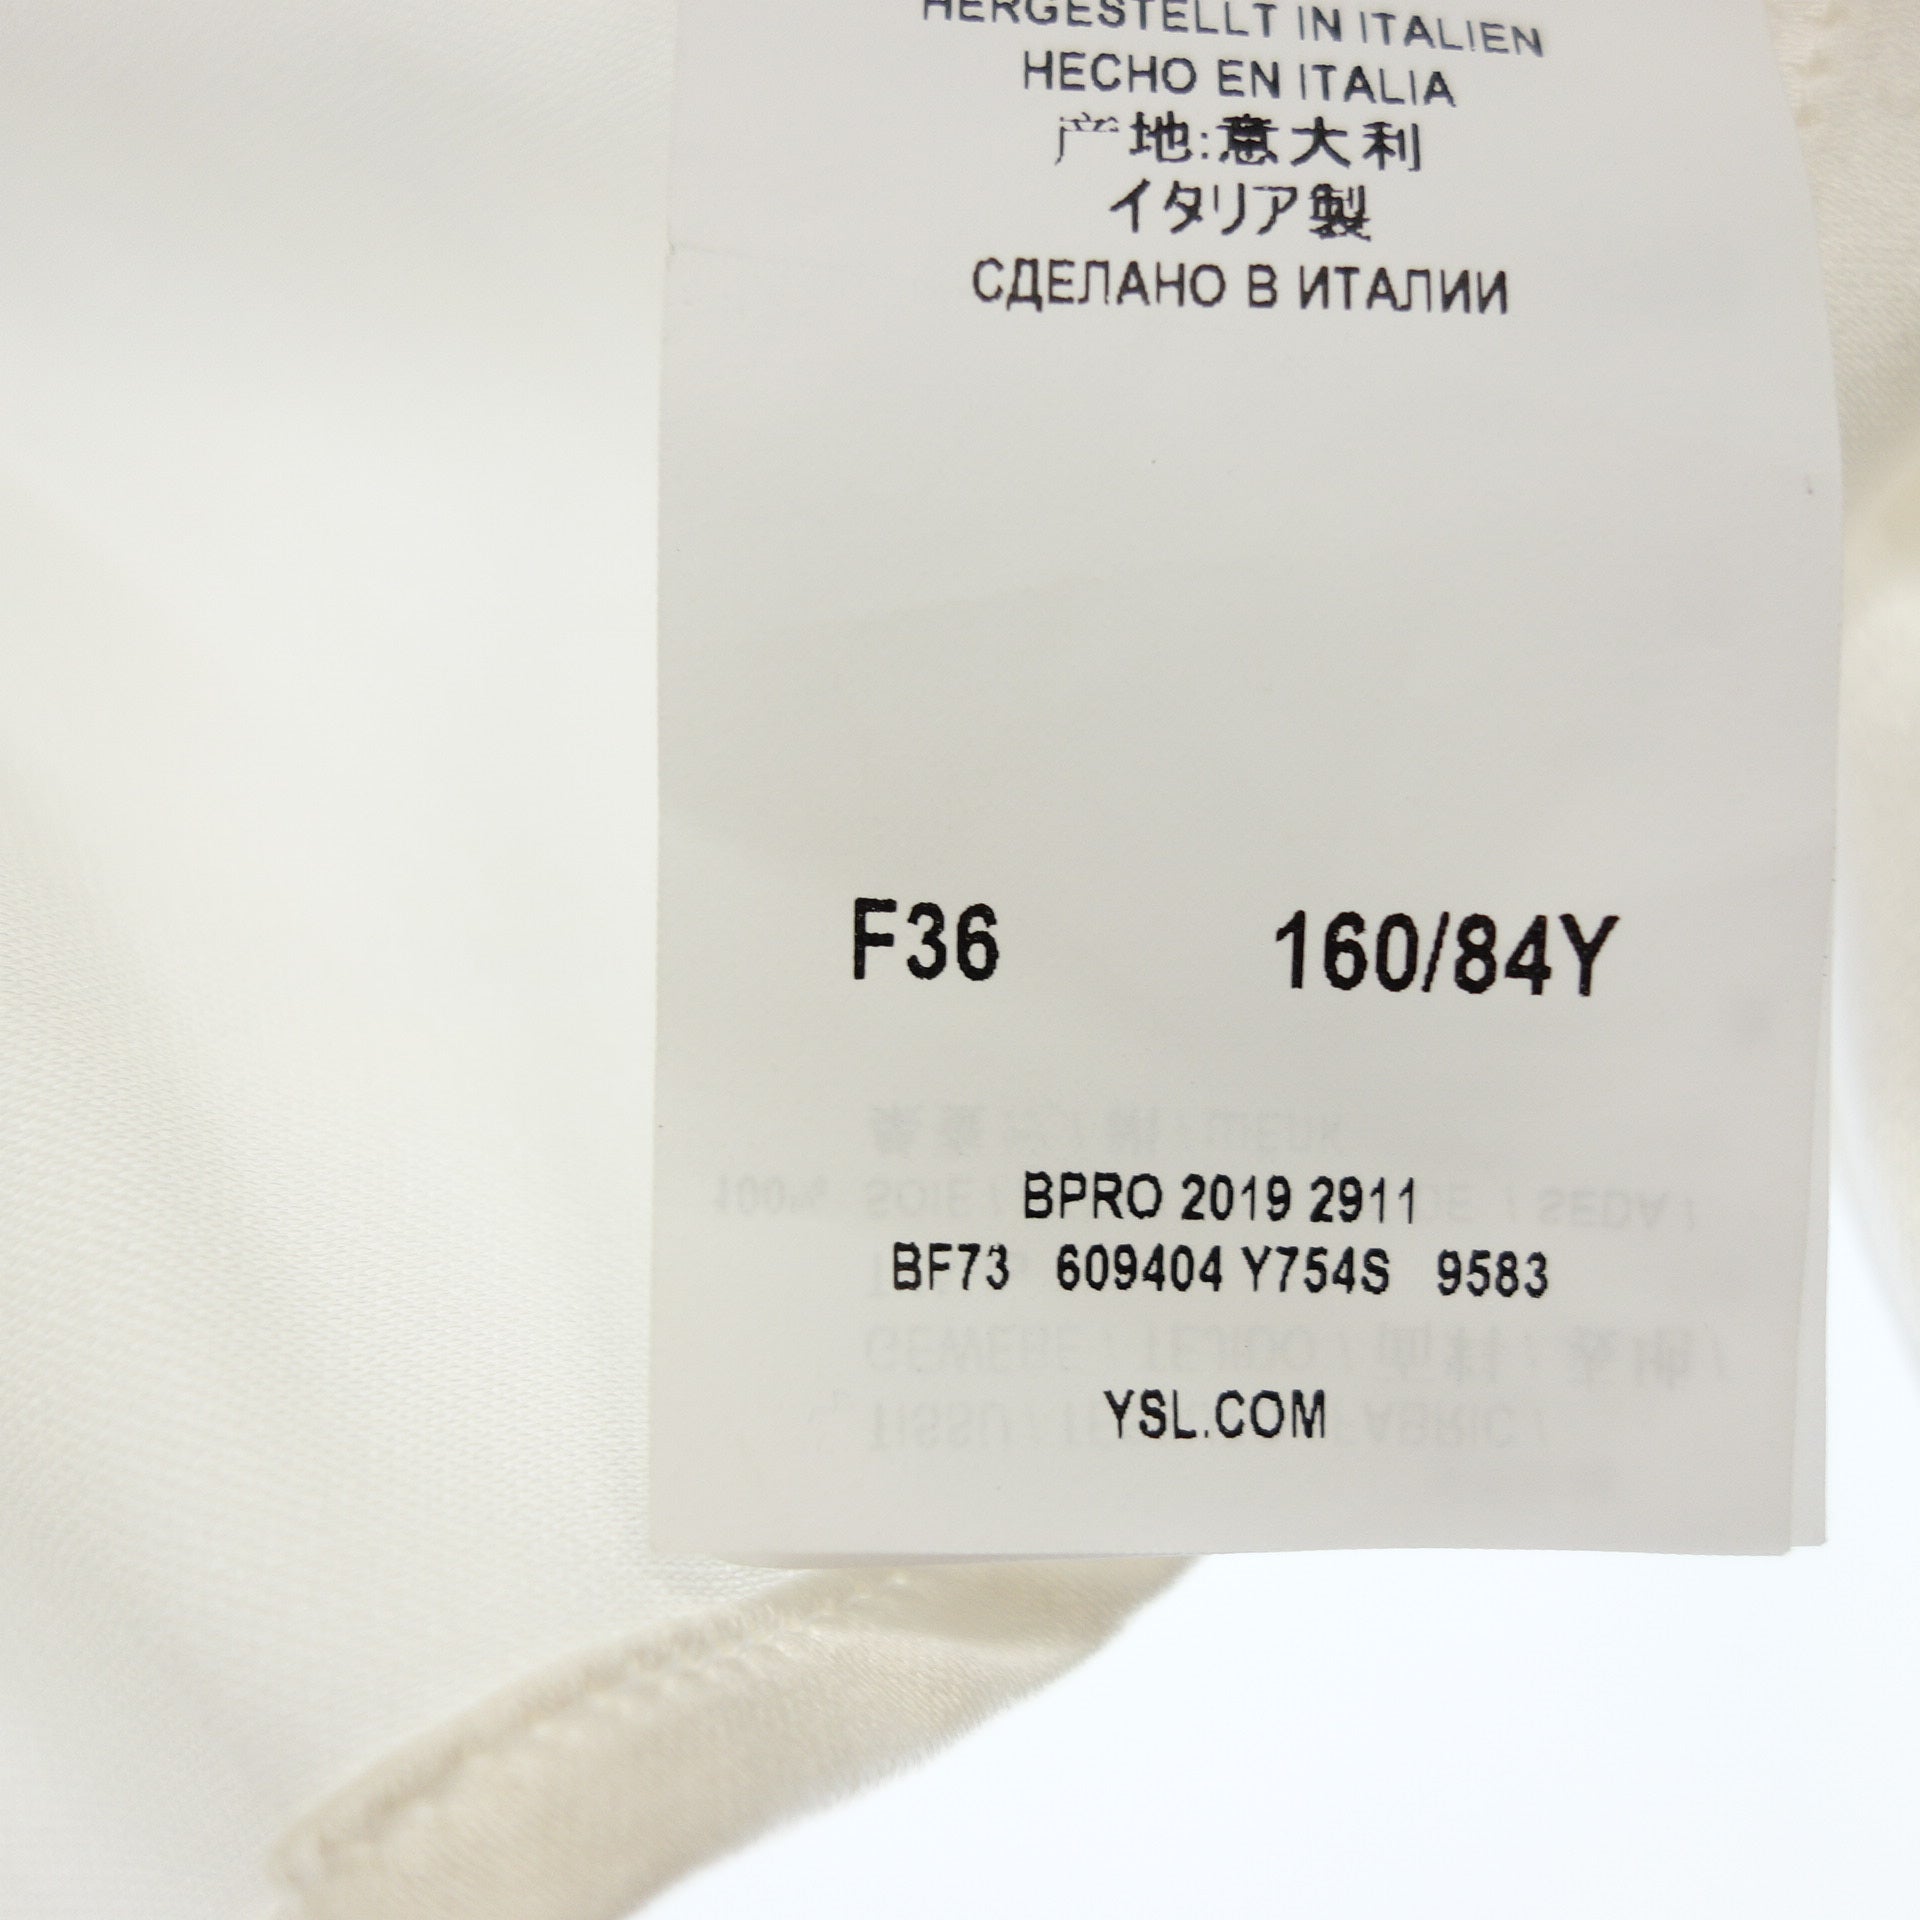 HERGESTELLT IN ITALIEN
HECHO EN ITALIA
产地:意大利
イタリア製
СДЕЛАНО В ИТАЛИИ
F36 160/84Y
BPRO 2019 2911
BF73 609404 Y754S 9583
YSL.COM